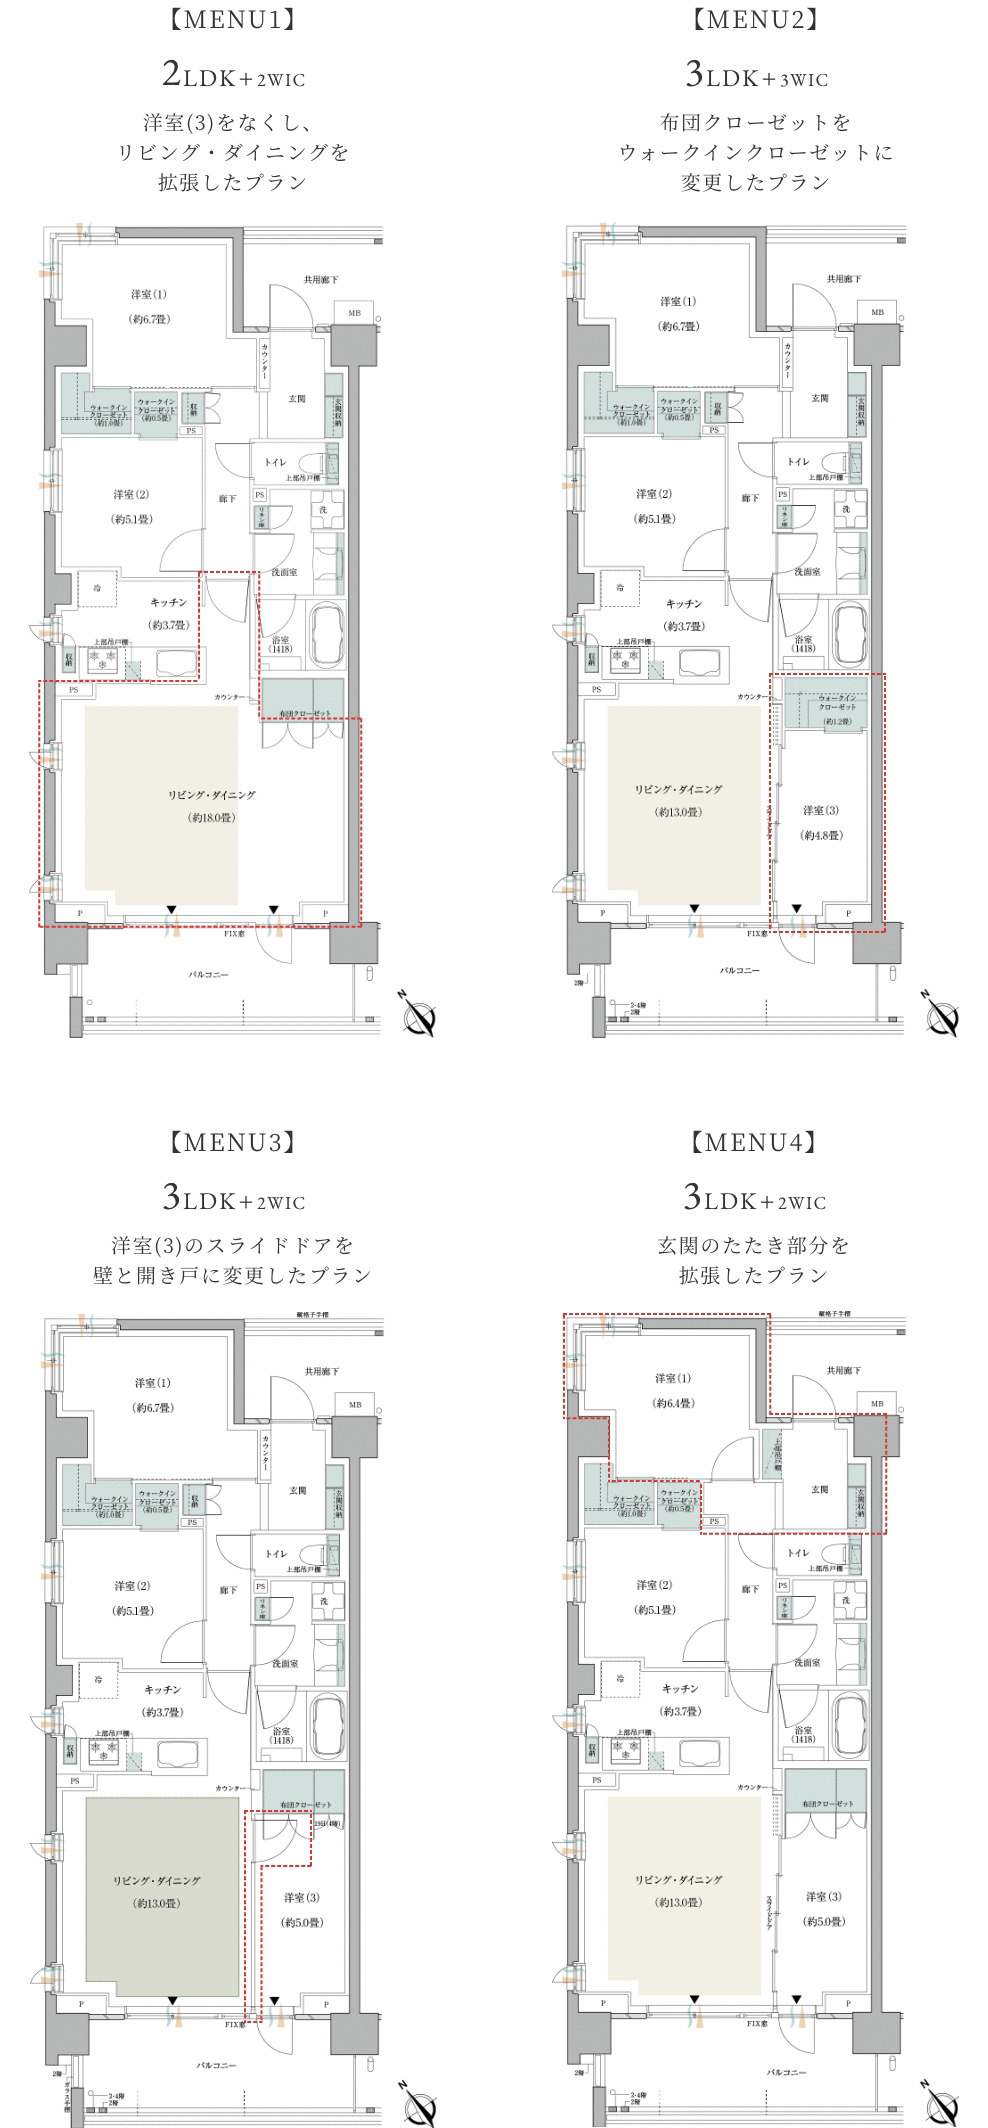 【MENU1】
2LDK+2WIC
洋室(3)をなくし、
リビング・ダイニングを
拡張したプラン
共用廊下
洋室(1)
(約6.7畳)
MB
カウンター
玄関
ウォークイン
クローゼット
(約1.0畳)
ウォークイン
クローゼット
(約0.5畳)
収納
玄関収納
PS
トイレ
上部吊戸棚
洋室(2)
(約5.1畳)
廊下
PS
リネン庫
洗
洗面室
冷
キッチン
(約3.7畳)
上部吊戸棚
収納
浴室
(1418)
PS
カウンター
布団クローゼット
リビング・ダイニング
(約18.0畳)
P
P
FIX窓
バルコニー
N
【MENU2】
3LDK+3WIC
布団クローゼットを
ウォークインクローゼットに
変更したプラン
共用廊下
洋室(1)
(約6.7畳)
MB
カウンター
玄関
ウォークイン
クローゼット
(約1.0畳)
ウォークイン
クローゼット
(約0.5畳)
収納
玄関収納
PS
トイレ
上部吊戸棚
洋室(2)
(約5.1畳)
廊下
PS
リネン庫
洗
洗面室
冷
キッチン
(約3.7畳)
上部吊戸棚
収納
浴室
(1418)
PS
カウンター
ウォークイン
クローゼット
(約1.2畳)
リビング・ダイニング
(約13.0畳)
洋室(3)
(約4.8畳)
P
P
FIX窓
バルコニー
2階
3・4階
2階
N
【MENU3】
3LDK+2WIC
洋室(3)のスライドドアを
壁と開き戸に変更したプラン
縦格子手摺
共用廊下
洋室(1)
(約6.7畳)
MB
カウンター
玄関
ウォークイン
クローゼット
(約1.0畳)
ウォークイン
クローゼット
(約0.5畳)
収納
玄関収納
PS
トイレ
上部吊戸棚
洋室(2)
(約5.1畳)
廊下
PS
リネン庫
洗
洗面室
冷
キッチン
(約3.7畳)
上部吊戸棚
収納
浴室
(1418)
PS
カウンター
布団クローゼット
リビング・ダイニング
(約13.0畳)
洋室(3)
(約5.0畳)
P
P
FIX窓
バルコニー
2階
ガラス手摺
3・4階
2階
N
【MENU4】
3LDK+2WIC
玄関のたたき部分を
拡張したプラン
縦格子手摺
共用廊下
洋室(1)
(約6.4畳)
MB
上部吊戸棚
玄関
ウォークイン
クローゼット
(約1.0畳)
ウォークイン
クローゼット
(約0.5畳)
玄関収納
PS
トイレ
上部吊戸棚
洋室(2)
(約5.1畳)
廊下
PS
リネン庫
洗
洗面室
冷
キッチン
(約3.7畳)
上部吊戸棚
収納
浴室
(1418)
PS
カウンター
布団クローゼット
リビング・ダイニング
(約13.0畳)
スライドドア
洋室(3)
(約5.0畳)
P
P
FIX窓
バルコニー
2階
3・4階
2階
N